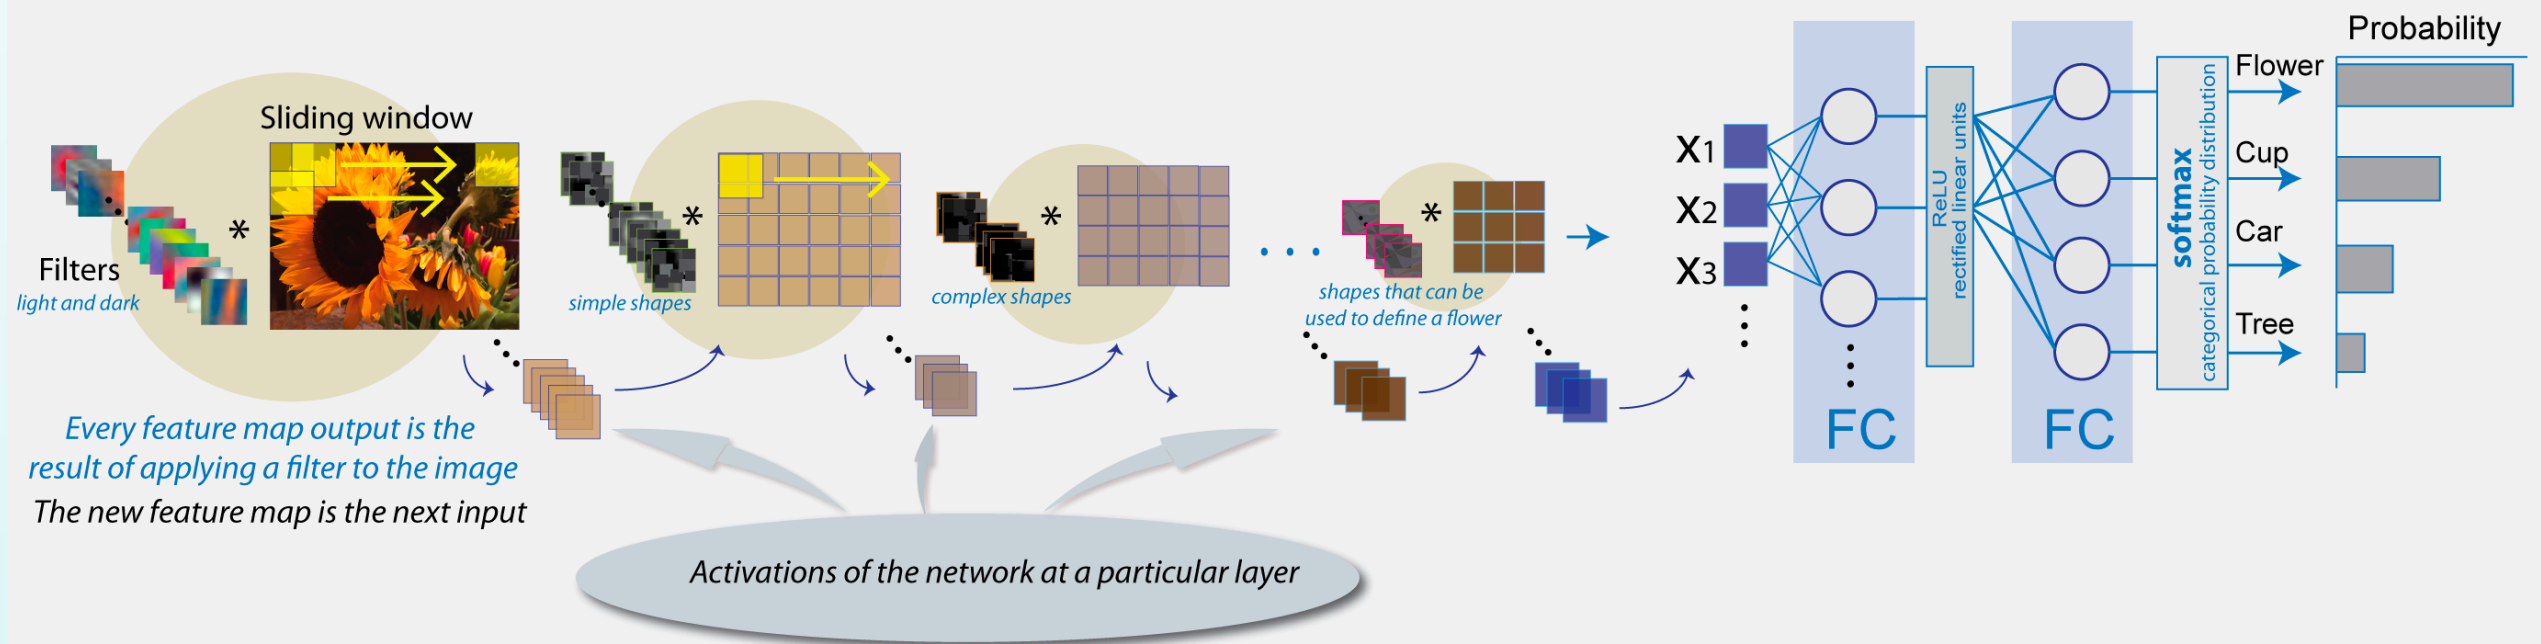 Sliding window
*
Filters
light and dark
*
simple shapes
*
complex shapes
*
shapes that can be
used to define a flower
X1
X2
X3
FC
ReLU
rectified linear units
FC
softmax
categorical probability distribution
Flower
Cup
Car
Tree
Probability
Every feature map output is the
result of applying a filter to the image
The new feature map is the next input
Activations of the network at a particular layer